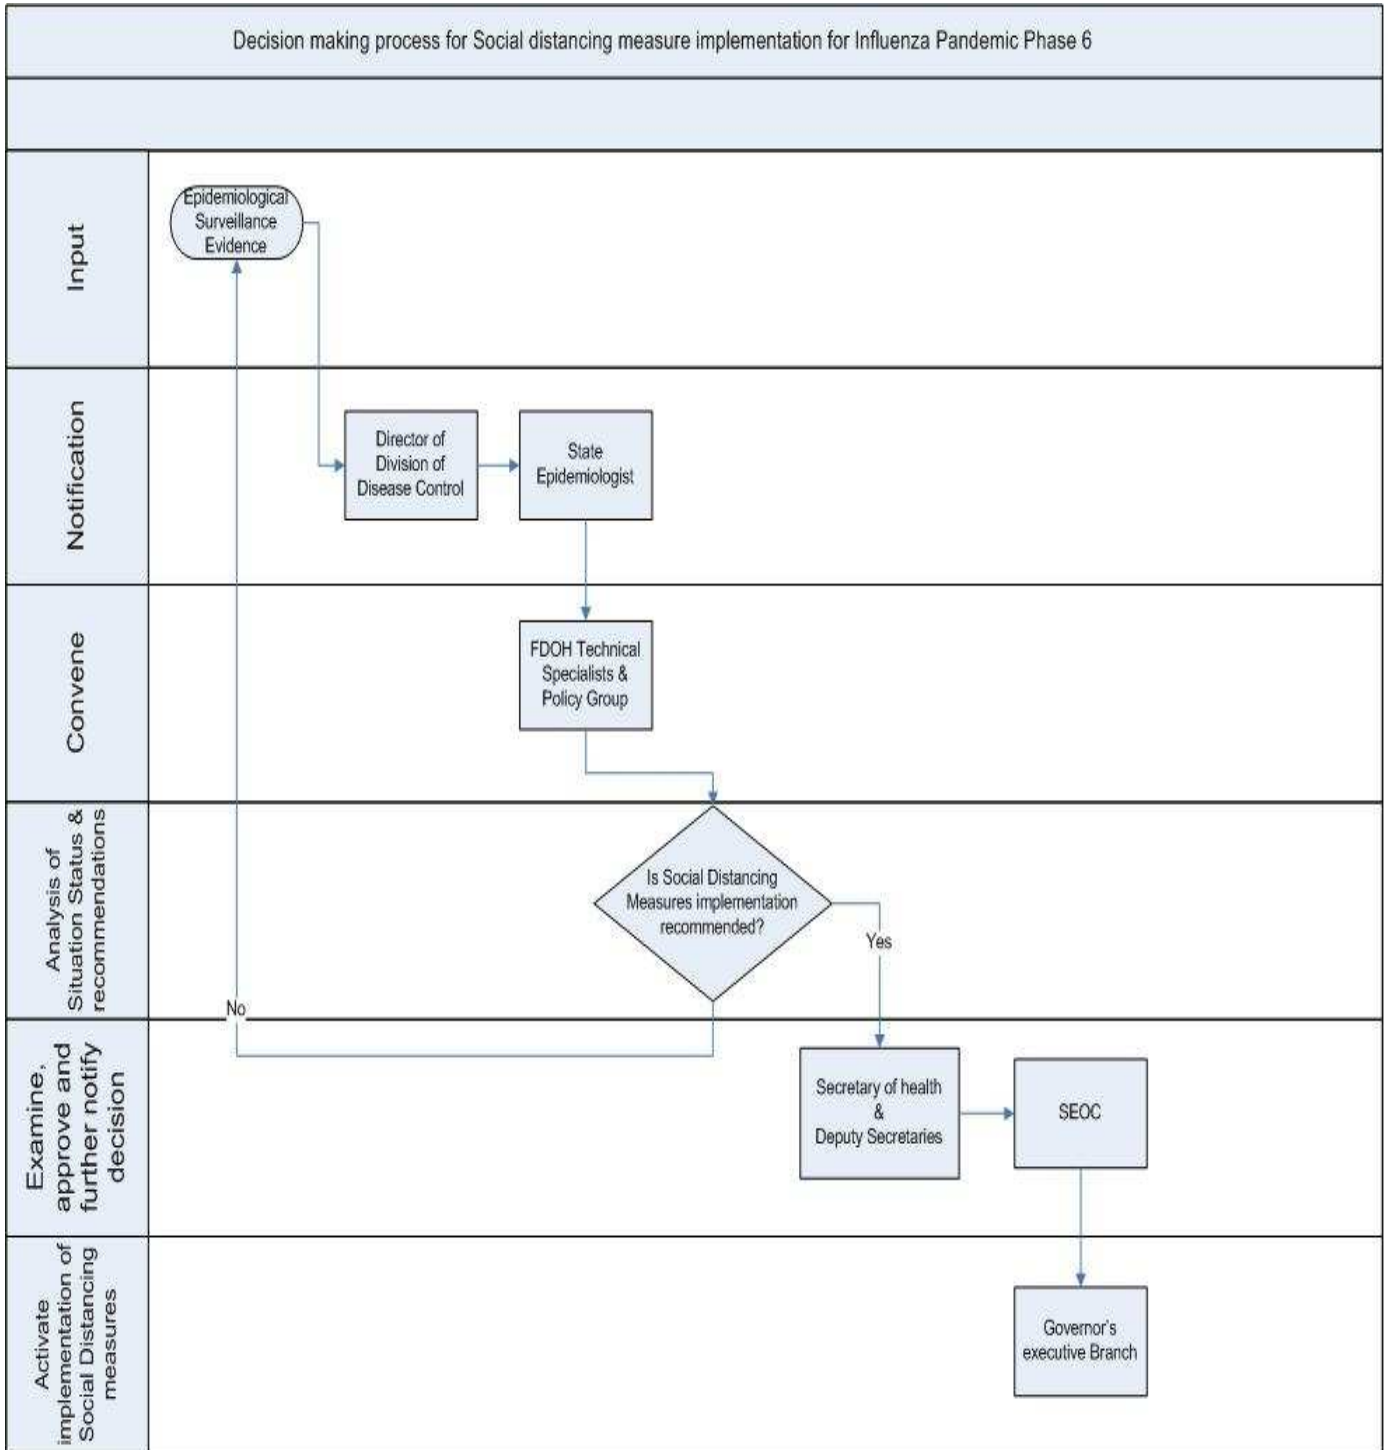 Decision making process for Social distancing measure implementation for Influenza Pandemic Phase 6
Input
Epidemiological
Surveillance
Evidence
Notification
Director of
Division of
Disease Control
State
Epidemiologist
Convene
FDOH Technical
Specialists &
Policy Group
Analysis of
Situation Status &
recommendations
Is Social Distancing
Measures implementation
recommended?
Yes
No
Examine,
approve and
further notify
decision
Secretary of health
&
Deputy Secretaries
SEOC
Activate
implementation of
Social Distancing
measures
Governor's
executive Branch